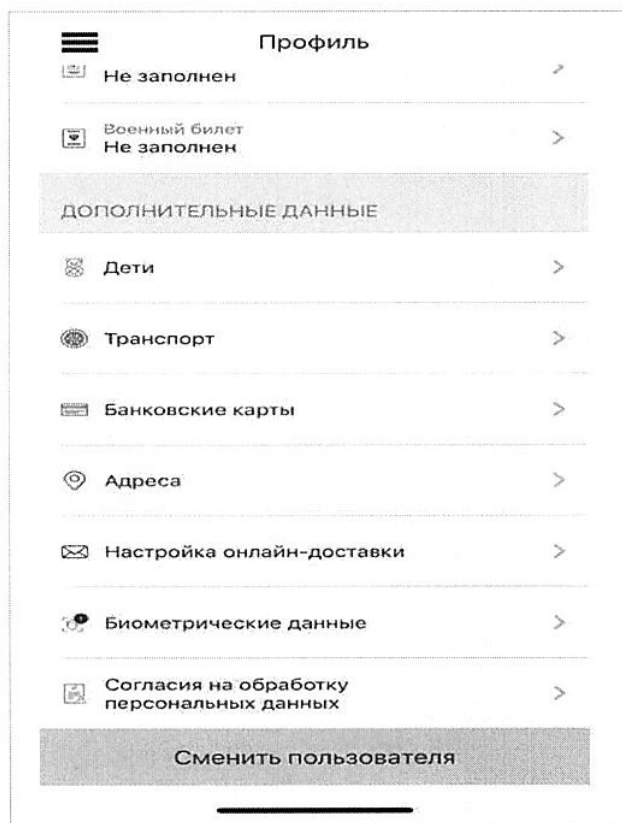 Профиль
Не заполнен
Военный билет
Не заполнен
ДОПОЛНИТЕЛЬНЫЕ ДАННЫЕ
Дети
Транспорт
Банковские карты
Адреса
Настройка онлайн-доставки
Биометрические данные
Согласия на обработку
персональных данных
Сменить пользователя